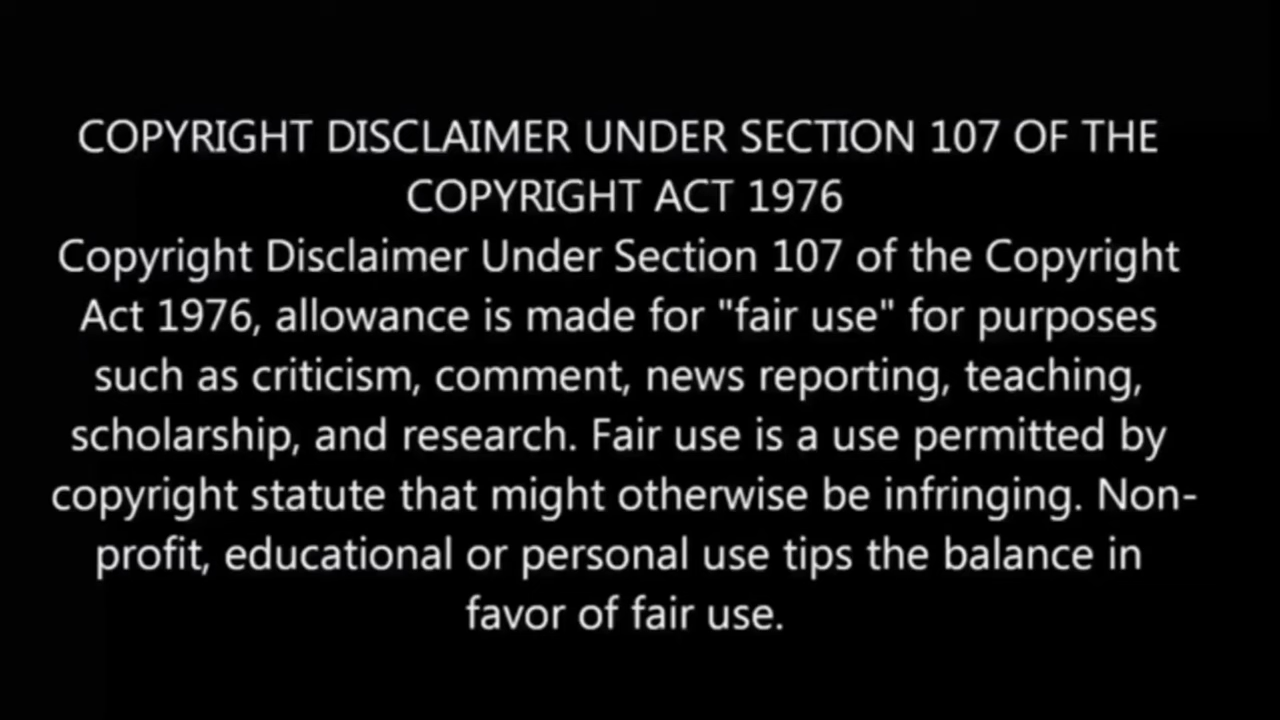 COPYRIGHT DISCLAIMER UNDER SECTION 107 OF THE
COPYRIGHT ACT 1976
Copyright Disclaimer Under Section 107 of the Copyright
Act 1976, allowance is made for "fair use" for purposes
such as criticism, comment, news reporting, teaching,
scholarship, and research. Fair use is a use permitted by
copyright statute that might otherwise be infringing. Non-
profit, educational or personal use tips the balance in
favor of fair use.